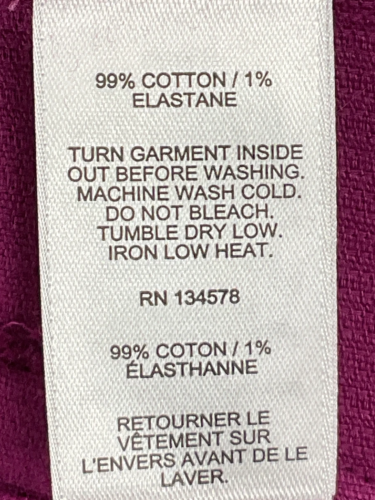 99% COTTON / 1%
ELASTANE
TURN GARMENT INSIDE
OUT BEFORE WASHING.
MACHINE WASH COLD.
DO NOT BLEACH.
TUMBLE DRY LOW.
IRON LOW HEAT.
RN 134578
99% COTON / 1%
ÉLASTHANNE
RETOURNER LE
VÊTEMENT SUR
L'ENVERS AVANT DE LE
LAVER.